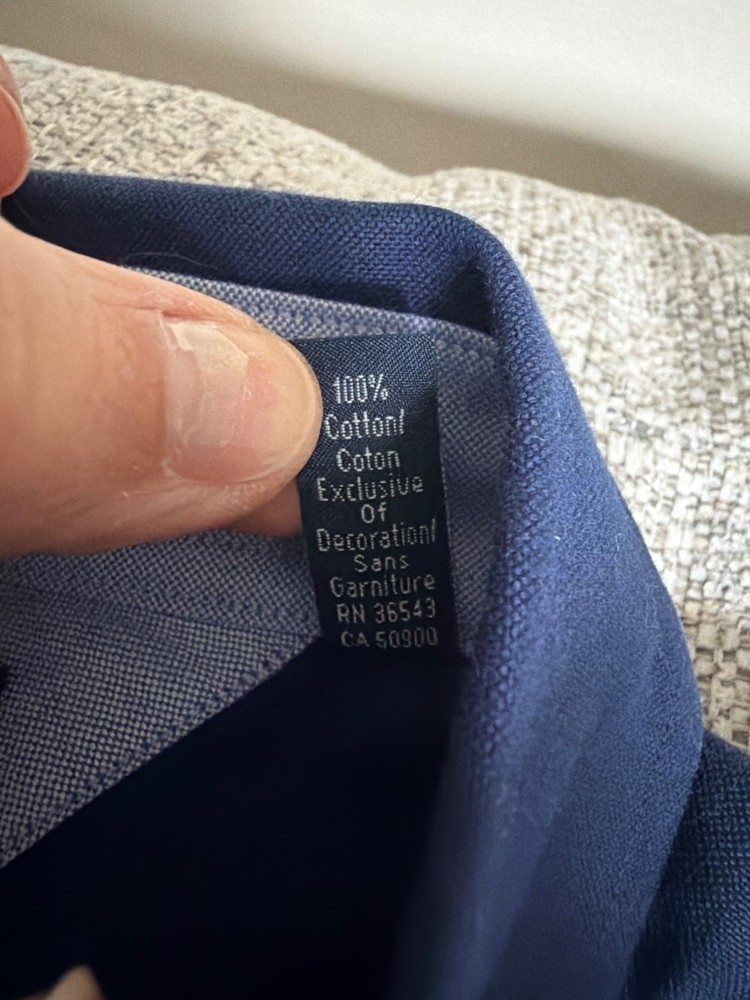 100%
Cotton/
Coton
Exclusive
Of
Decoration/
Sans
Garniture
RN 36543
CA 50900